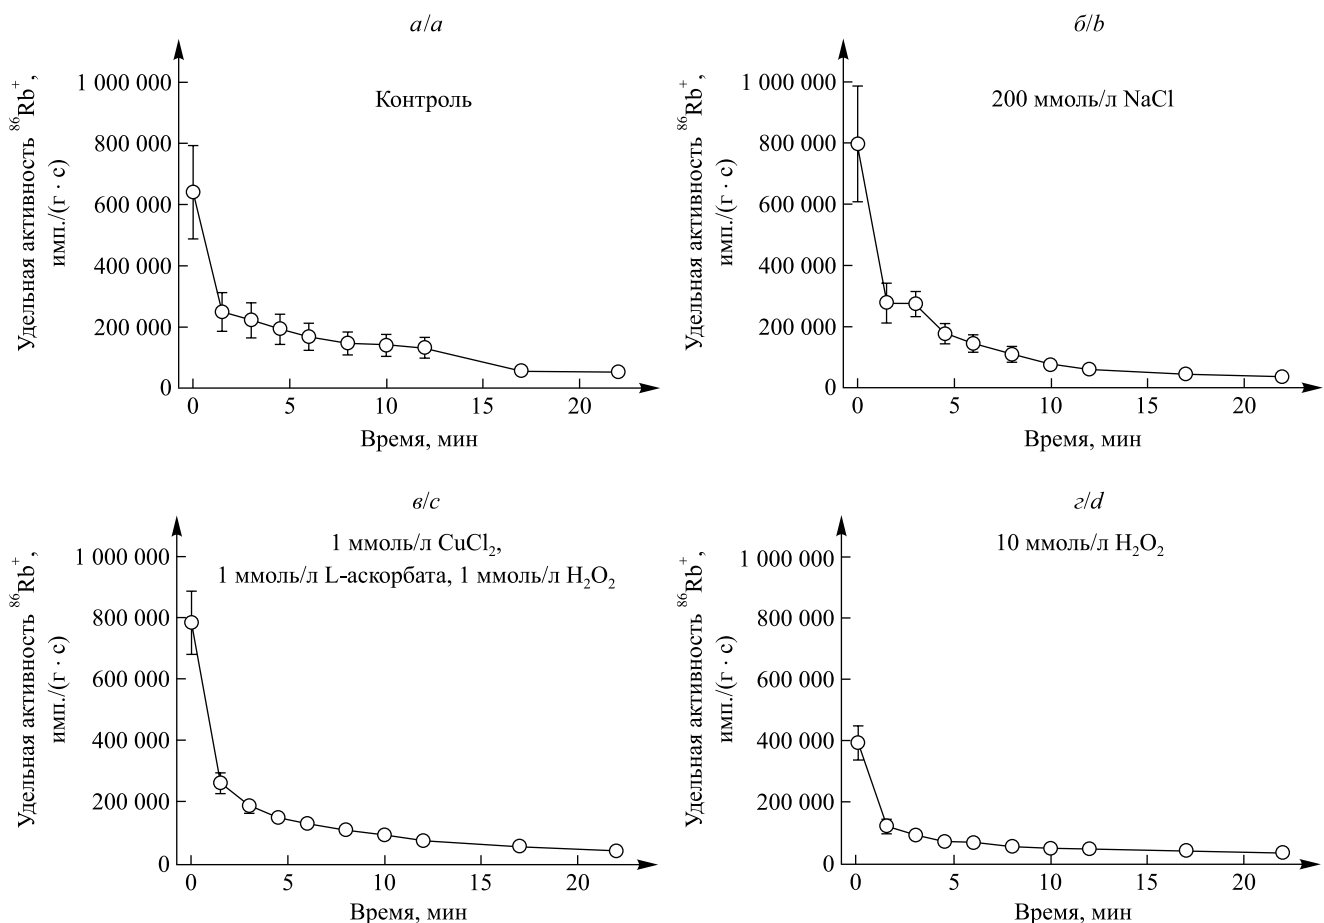 а/a
Удельная активность ⁸⁶Rb⁺,
имп./(г · с)
1 000 000
800 000
600 000
400 000
200 000
0
Контроль
0 5 10 15 20
Время, мин
б/b
Удельная активность ⁸⁶Rb⁺,
имп./(г · с)
1 000 000
800 000
600 000
400 000
200 000
0
200 ммоль/л NaCl
0 5 10 15 20
Время, мин
в/c
Удельная активность ⁸⁶Rb⁺,
имп./(г · с)
1 000 000
800 000
600 000
400 000
200 000
0
1 ммоль/л CuCl₂,
1 ммоль/л L-аскорбата, 1 ммоль/л H₂O₂
0 5 10 15 20
Время, мин
г/d
Удельная активность ⁸⁶Rb⁺,
имп./(г · с)
1 000 000
800 000
600 000
400 000
200 000
0
10 ммоль/л H₂O₂
0 5 10 15 20
Время, мин